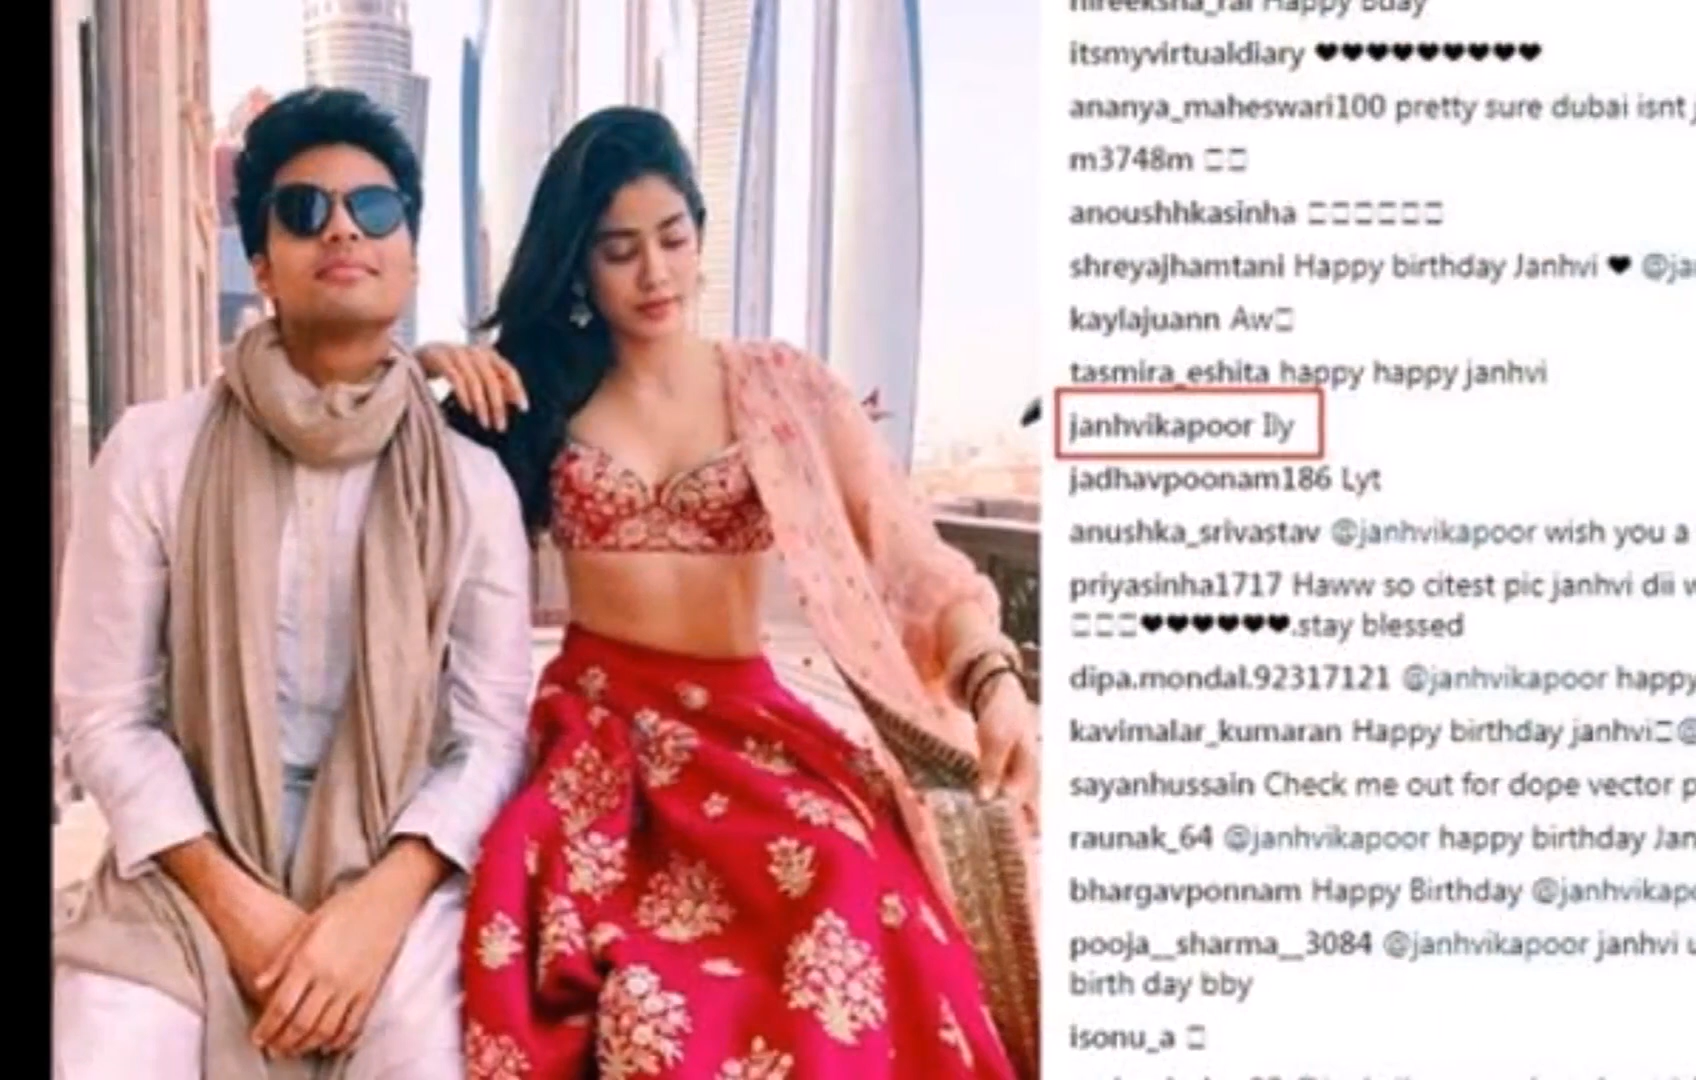 itsmyvirtualdiary ♥♥♥♥♥♥♥♥♥
ananya_maheswari100 pretty sure dubai isnt
m3748m □□
anoushhkasinha □□□□□□
shreyajhamtani Happy birthday Janhvi ♥ @ja
kaylajuann Aw□
tasmira_eshita happy happy janhvi
janhvikapoor Ily
jadhavpoonam186 Lyt
anushka_srivastav @janhvikapoor wish you a
priyasinha1717 Haww so citest pic janhvi dii
□□□♥♥♥♥♥♥.stay blessed
dipa.mondal.92317121 @janhvikapoor happy
kavimalar_kumaran Happy birthday janhvi□@
sayanhussain Check me out for dope vector p
raunak_64 @janhvikapoor happy birthday Jan
bhargavponnam Happy Birthday @janhvikapo
pooja__sharma__3084 @janhvikapoor janhvi u
birth day bby
isonu_a □